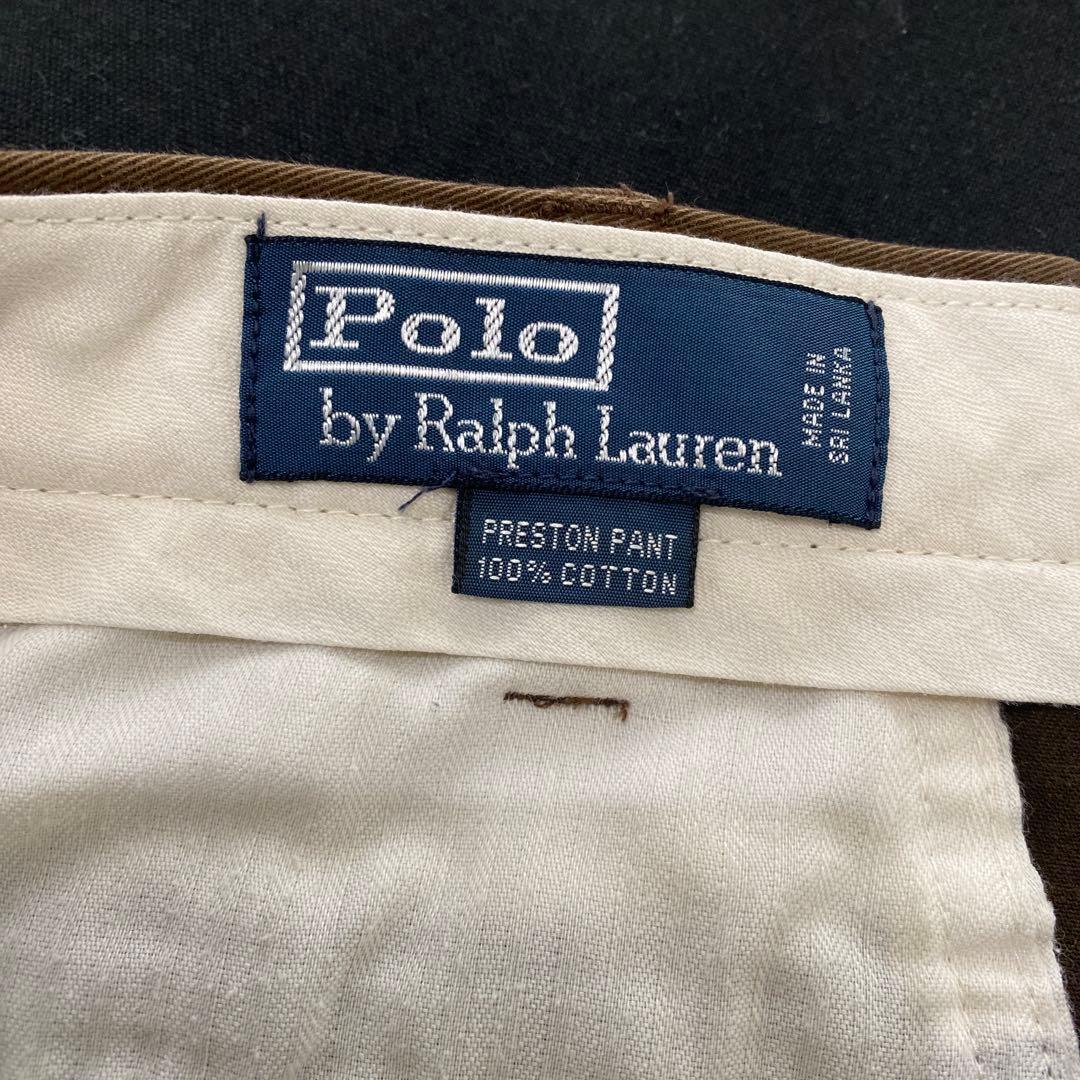 Polo
by Ralph Lauren
MADE IN
SRI LANKA
PRESTON PANT
100% COTTON